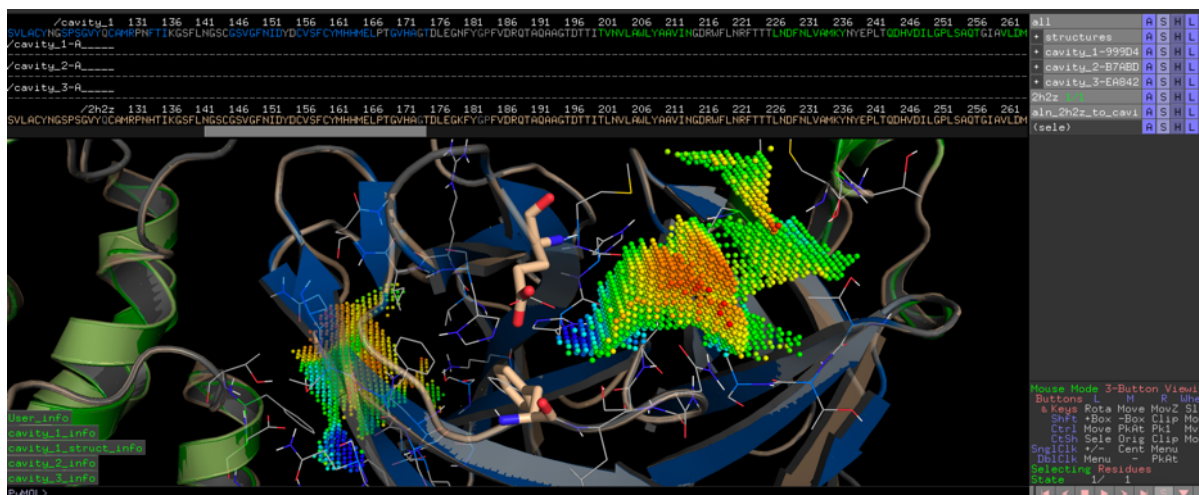 /cavity_1 131 136 141 146 151 156 161 166 171 176 181 186 191 196 201 206 211 216 221 226 231 236 241 246 251 256 261
SVLACYNGSPSGVYQCAMRPNFTIKGSFLNGSCGSVGFNIDYDCVSFCYMHHMELPTGVHAGTDLEGNFYGPFVDRQTAQAAGTDTTITVNVLAWLYAAVINGDRWFLNRFTTTLNDFNLVAMKYNYEPLTQDHVDILGPLSAQTGIAVLDM
/cavity_1-A_____
/cavity_2-A_____
/cavity_3-A_____
/2h2z 131 136 141 146 151 156 161 166 171 176 181 186 191 196 201 206 211 216 221 226 231 236 241 246 251 256 261
SVLACYNGSPSGVYQCAMRPNHTIKGSFLNGSCGSVGFNIDYDCVSFCYMHHMELPTGVHAGTDLEGKFYGPFVDRQTAQAAGTDTTITLNVLAWLYAAVINGDRWFLNRFTTTLNDFNLVAMKYNYEPLTQDHVDILGPLSAQTGIAVLDM
all A S H L
+ structures A S H L
+ cavity_1-999D4 A S H L
+ cavity_2-B7ABD A S H L
+ cavity_3-EA842 A S H L
2h2z 1/1 A S H L
aln_2h2z_to_cavi A S H L
(sele) A S H L
User_info
cavity_1_info
cavity_1_struct_info
cavity_2_info
cavity_3_info
Mouse Mode 3-Button Viewi
Buttons L M R Whe
& Keys Rota Move MovZ Sl
Shft +Box -Box Clip Mo
Ctrl Move PkAt Pk1 Mv
CtSh Sele Orig Clip Mo
SnglClk +/- Cent Menu
DblClk Menu - PkAt
Selecting Residues
State 1/ 1
PyMOL>